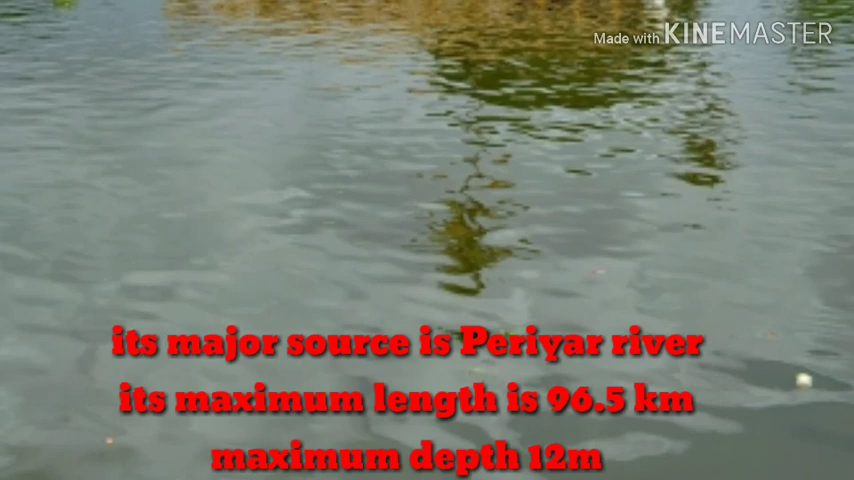 Made with KINEMASTER
its major source is Periyar river
its maximum length is 96.5 km
maximum depth 12m